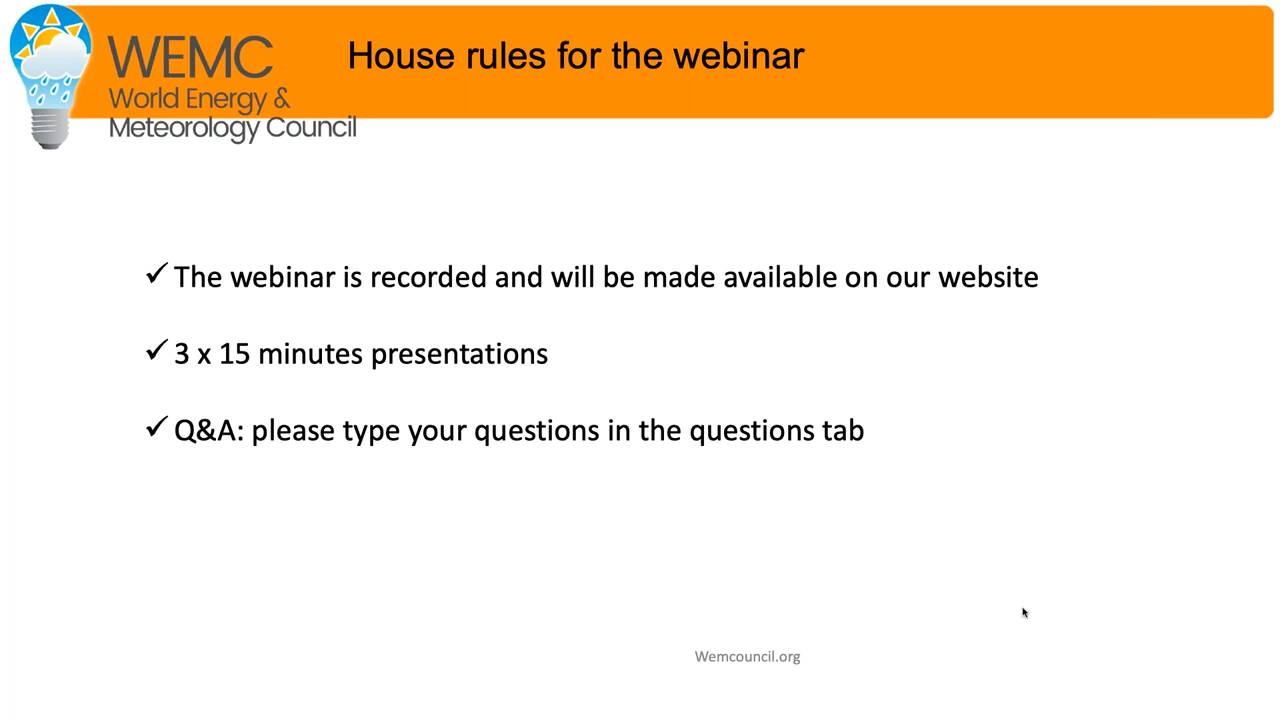 House rules for the webinar
WEMC
World Energy &
Meteorology Council
✓ The webinar is recorded and will be made available on our website
✓ 3 x 15 minutes presentations
✓ Q&A: please type your questions in the questions tab
Wemcouncil.org